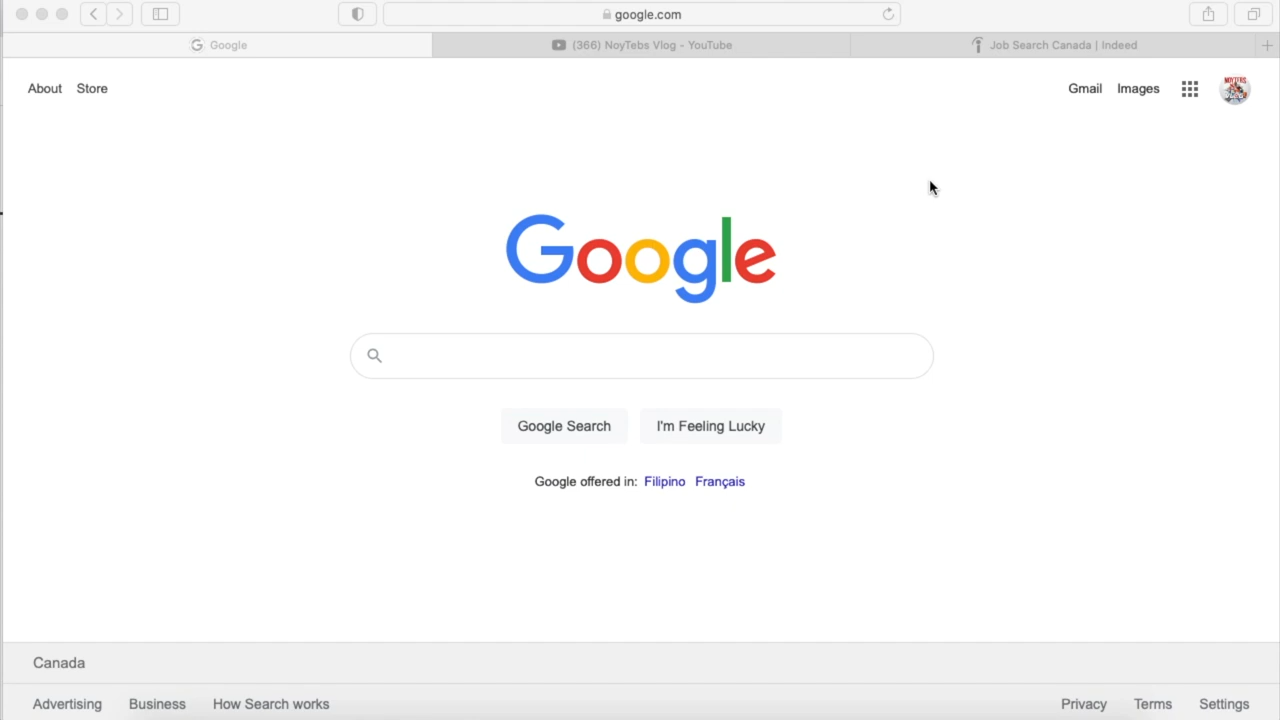 google.com
Google
(366) NoyTebs Vlog - YouTube
Job Search Canada | Indeed
About Store
Gmail Images
NOYTEBS
Google
Google Search
I'm Feeling Lucky
Google offered in: Filipino Français
Canada
Advertising Business How Search works
Privacy Terms Settings